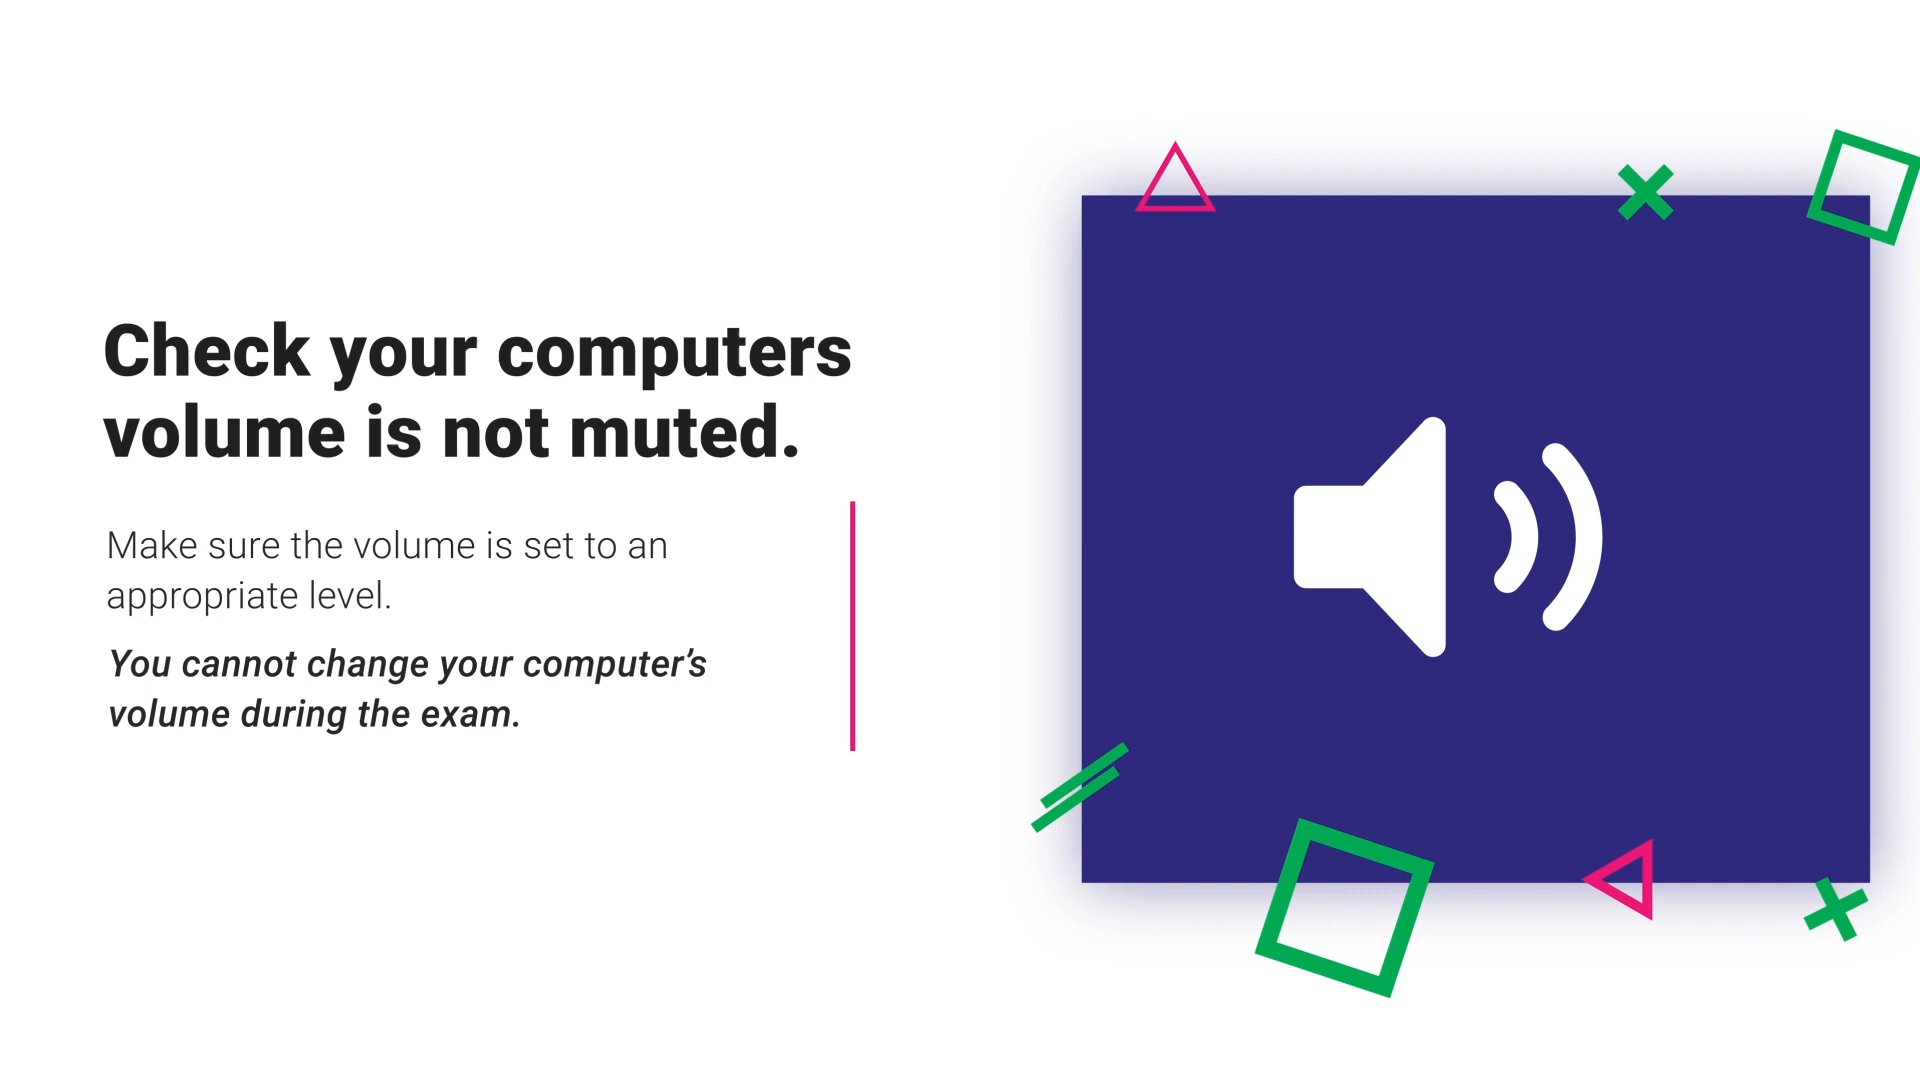 Check your computers
volume is not muted.
Make sure the volume is set to an
appropriate level.
You cannot change your computer’s
volume during the exam.